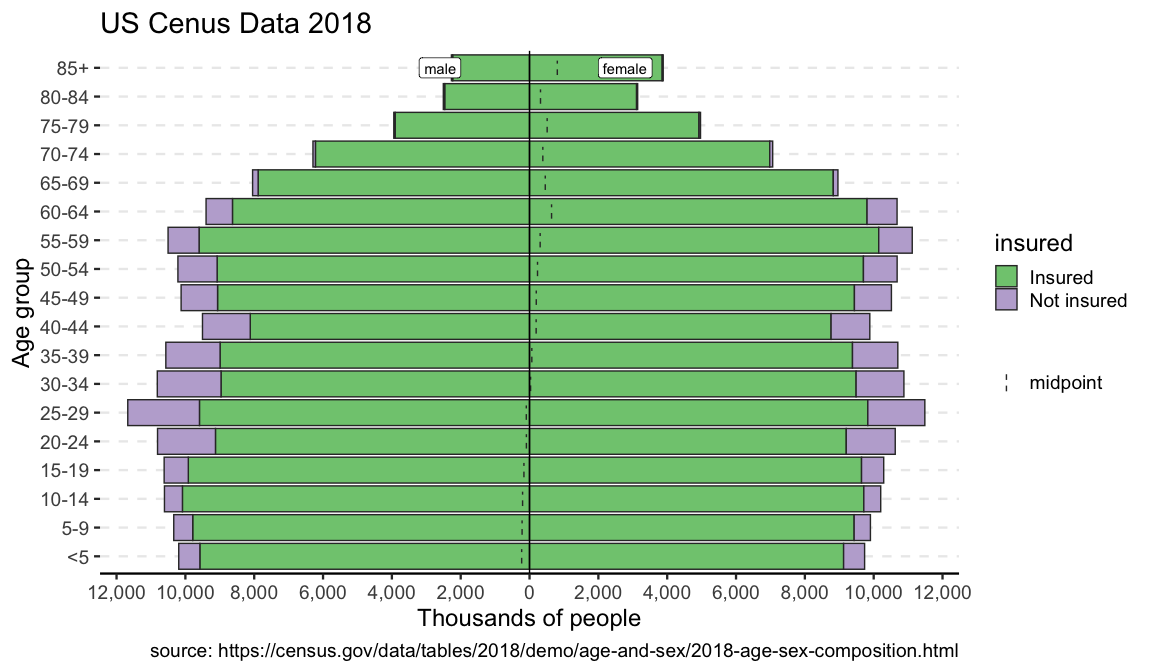 US Cenus Data 2018
85+
male
female
80-84
75-79
70-74
65-69
60-64
55-59
50-54
45-49
40-44
35-39
30-34
25-29
20-24
15-19
10-14
5-9
<5
Age group
12,000 10,000 8,000 6,000 4,000 2,000 0 2,000 4,000 6,000 8,000 10,000 12,000
Thousands of people
insured
Insured
Not insured
midpoint
source: https://census.gov/data/tables/2018/demo/age-and-sex/2018-age-sex-composition.html